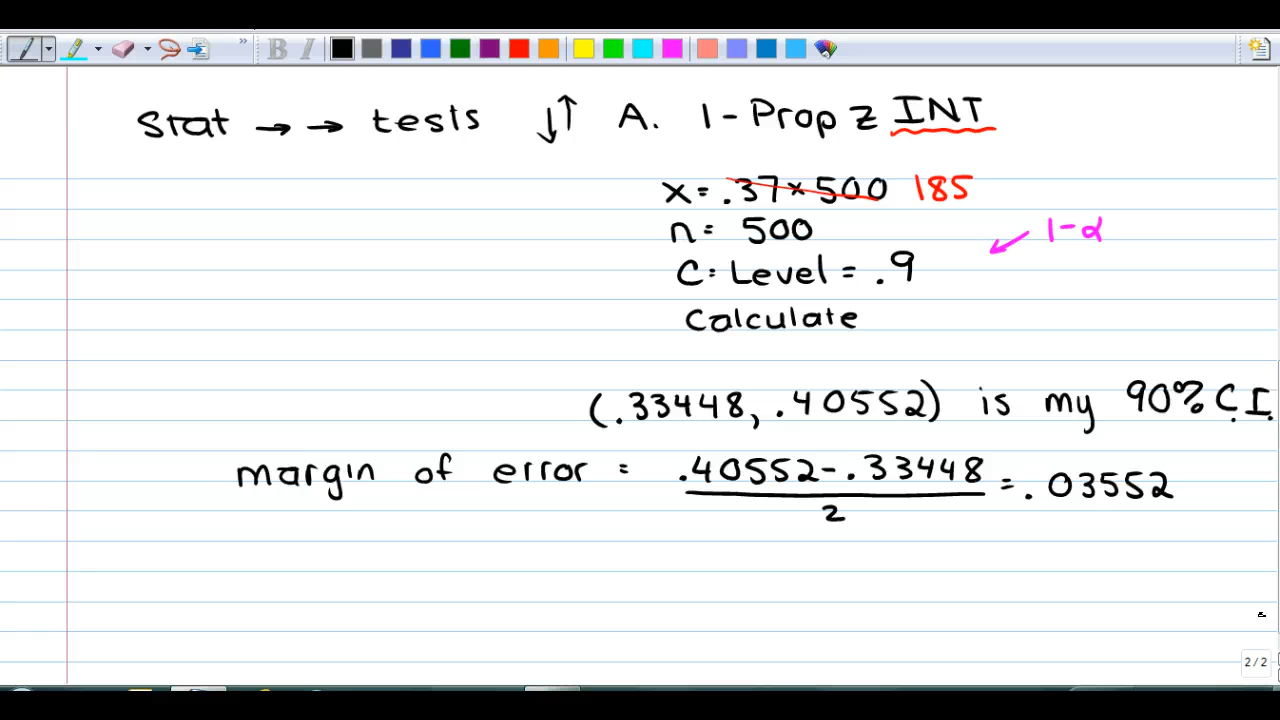 B I
Stat → → tests ↓↑ A. 1-Prop z INT
x = .37 × 500 185
n = 500
1-α
C-Level = .9
Calculate
(.33448, .40552) is my 90% C.I.
margin of error = .40552 - .33448 / 2 = .03552
2/2